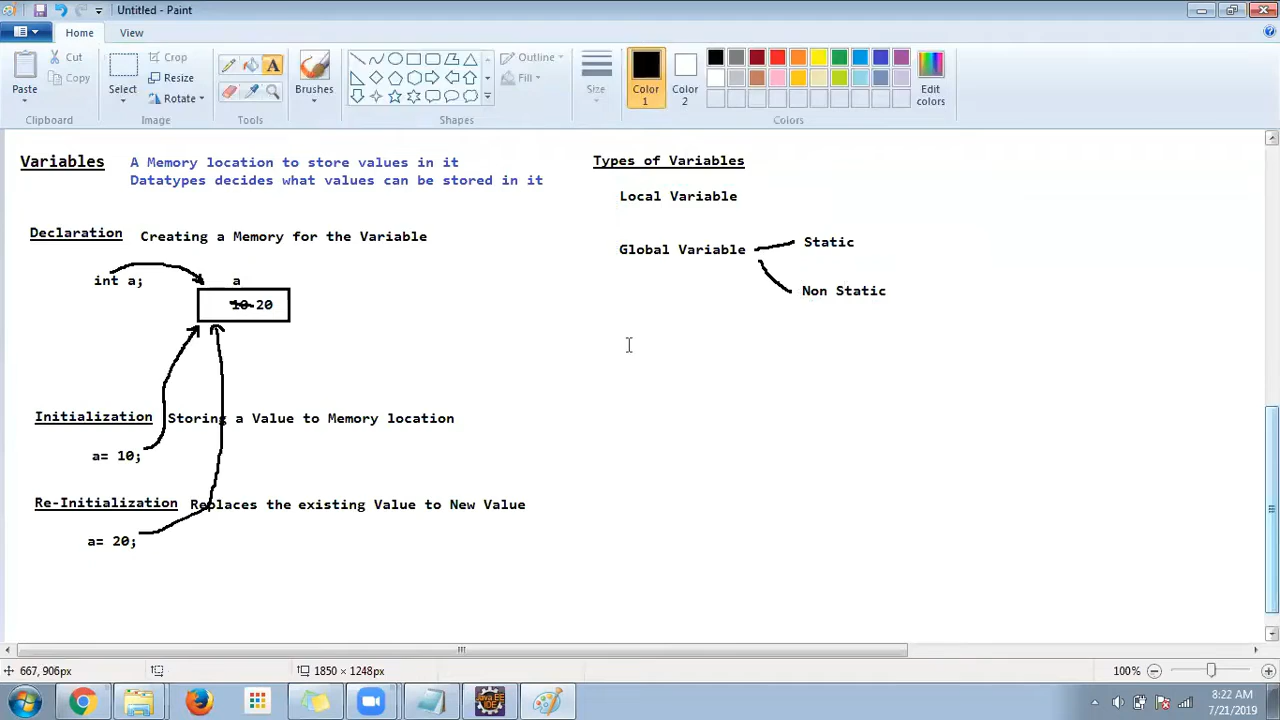 Untitled - Paint
Home
View
Paste
Cut
Copy
Clipboard
Select
Crop
Resize
Rotate
Image
Tools
Brushes
Shapes
Outline
Fill
Size
Color
1
Color
2
Edit
colors
Colors
Variables
A Memory location to store values in it
Datatypes decides what values can be stored in it
Declaration
Creating a Memory for the Variable
int a;
a
10 20
Initialization
Storing a Value to Memory location
a= 10;
Re-Initialization
Replaces the existing Value to New Value
a= 20;
Types of Variables
Local Variable
Global Variable
Static
Non Static
667, 906px
1850 × 1248px
100%
Java EE
IDE
8:22 AM
7/21/2019